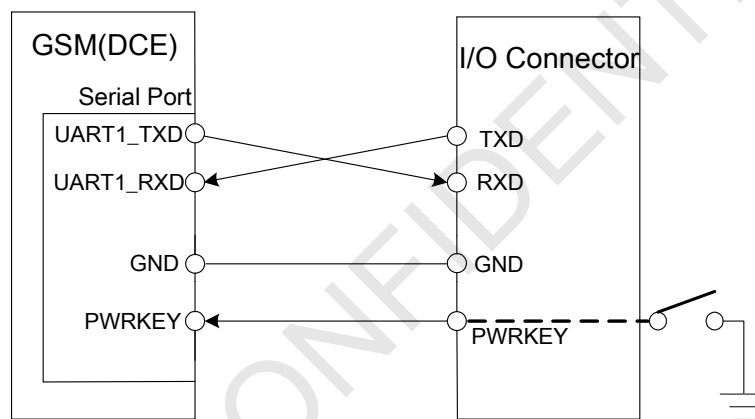 GSM(DCE)
I/O Connector
Serial Port
UART1_TXD
TXD
UART1_RXD
RXD
GND
GND
PWRKEY
PWRKEY